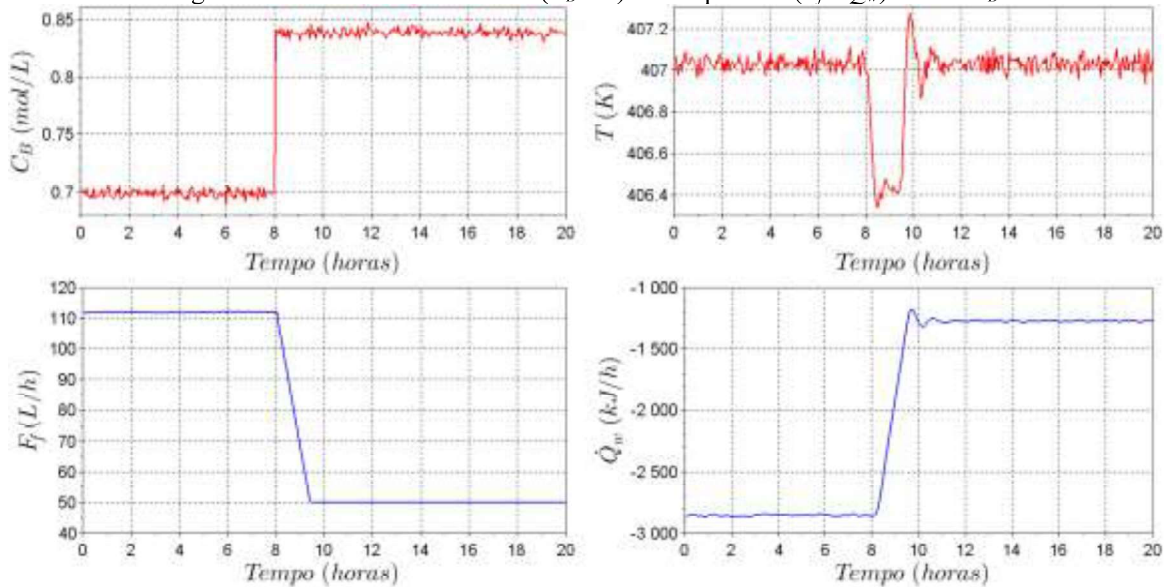 0.85
0.8
0.75
0.7
C_B (mol/L)
0 2 4 6 8 10 12 14 16 18 20
Tempo (horas)
407.2
407
406.8
406.6
406.4
T (K)
0 2 4 6 8 10 12 14 16 18 20
Tempo (horas)
120
110
100
90
80
70
60
50
40
F_f (L/h)
0 2 4 6 8 10 12 14 16 18 20
Tempo (horas)
-1 000
-1 500
-2 000
-2 500
-3 000
Q̇_w (kJ/h)
0 2 4 6 8 10 12 14 16 18 20
Tempo (horas)